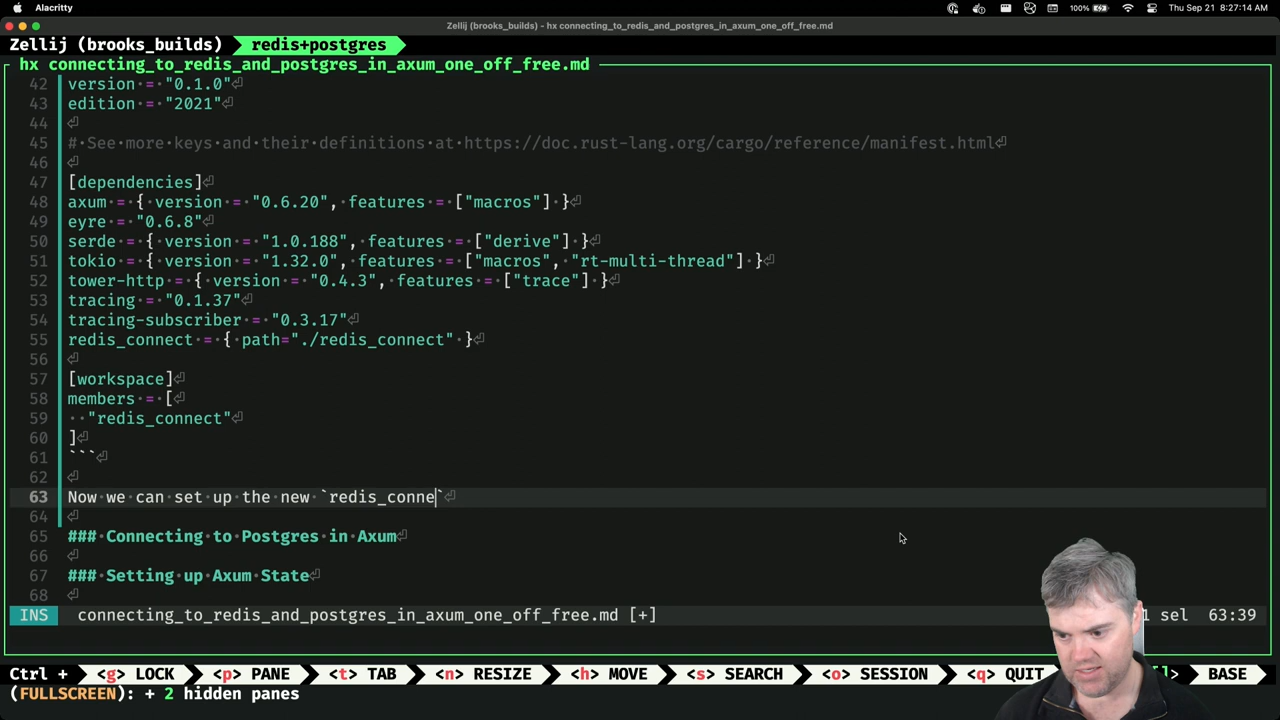 Alacritty
100%
Thu Sep 21 8:27:14 AM
Zellij (brooks_builds) - hx connecting_to_redis_and_postgres_in_axum_one_off_free.md
Zellij (brooks_builds) redis+postgres
hx connecting_to_redis_and_postgres_in_axum_one_off_free.md
42 version·=·"0.1.0"⏎
43 edition·=·"2021"⏎
44 ⏎
45 #·See·more·keys·and·their·definitions·at·https://doc.rust-lang.org/cargo/reference/manifest.html⏎
46 ⏎
47 [dependencies]⏎
48 axum·=·{·version·=·"0.6.20",·features·=·["macros"]·}⏎
49 eyre·=·"0.6.8"⏎
50 serde·=·{·version·=·"1.0.188",·features·=·["derive"]·}⏎
51 tokio·=·{·version·=·"1.32.0",·features·=·["macros",·"rt-multi-thread"]·}⏎
52 tower-http·=·{·version·=·"0.4.3",·features·=·["trace"]·}⏎
53 tracing·=·"0.1.37"⏎
54 tracing-subscriber·=·"0.3.17"⏎
55 redis_connect·=·{·path="./redis_connect"·}⏎
56 ⏎
57 [workspace]⏎
58 members·=·[⏎
59 ··"redis_connect"⏎
60 ]⏎
61 ```⏎
62 ⏎
63 Now·we·can·set·up·the·new·`redis_conne`⏎
64 ⏎
65 ###·Connecting·to·Postgres·in·Axum⏎
66 ⏎
67 ###·Setting·up·Axum·State⏎
68 ⏎
INS connecting_to_redis_and_postgres_in_axum_one_off_free.md [+] 1 sel 63:39
Ctrl + <g> LOCK <p> PANE <t> TAB <n> RESIZE <h> MOVE <s> SEARCH <o> SESSION <q> QUIT BASE
(FULLSCREEN): + 2 hidden panes